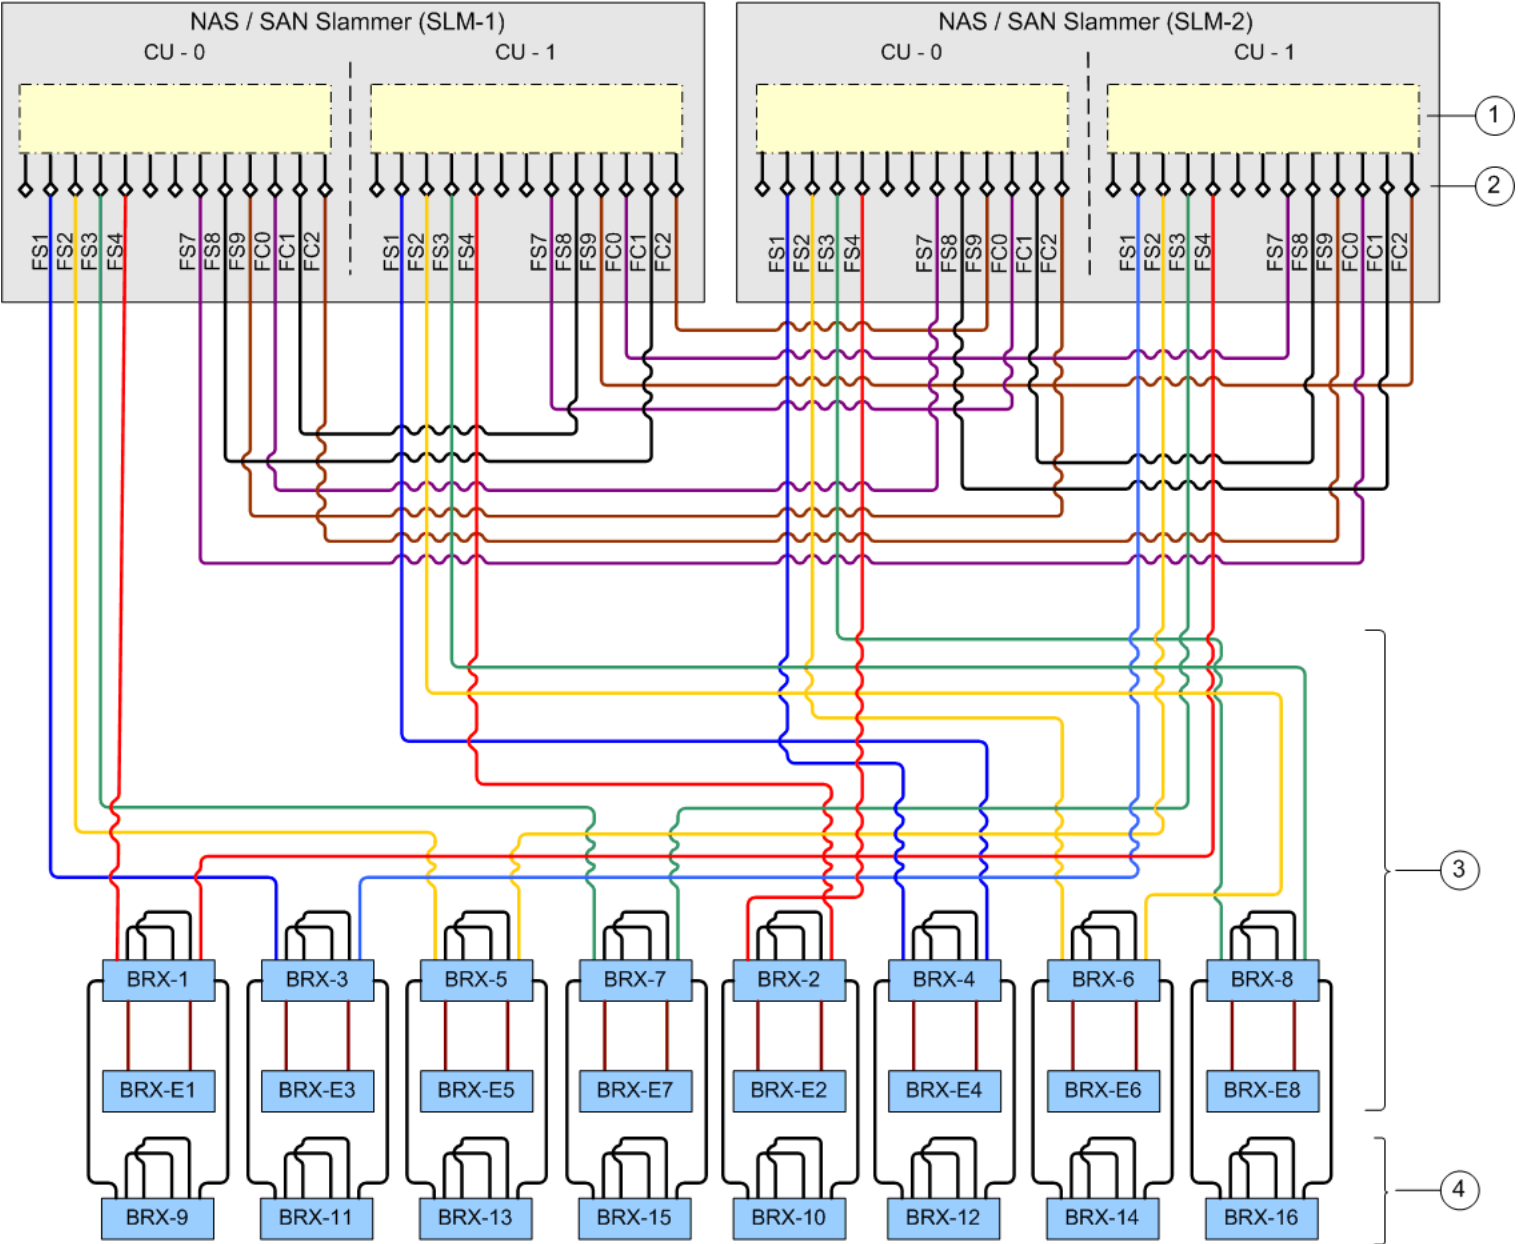 NAS / SAN Slammer (SLM-1)
CU - 0
CU - 1
NAS / SAN Slammer (SLM-2)
CU - 0
CU - 1
1
2
FS1
FS2
FS3
FS4
FS7
FS8
FS9
FC0
FC1
FC2
FS1
FS2
FS3
FS4
FS7
FS8
FS9
FC0
FC1
FC2
FS1
FS2
FS3
FS4
FS7
FS8
FS9
FC0
FC1
FC2
FS1
FS2
FS3
FS4
FS7
FS8
FS9
FC0
FC1
FC2
3
BRX-1
BRX-3
BRX-5
BRX-7
BRX-2
BRX-4
BRX-6
BRX-8
BRX-E1
BRX-E3
BRX-E5
BRX-E7
BRX-E2
BRX-E4
BRX-E6
BRX-E8
4
BRX-9
BRX-11
BRX-13
BRX-15
BRX-10
BRX-12
BRX-14
BRX-16